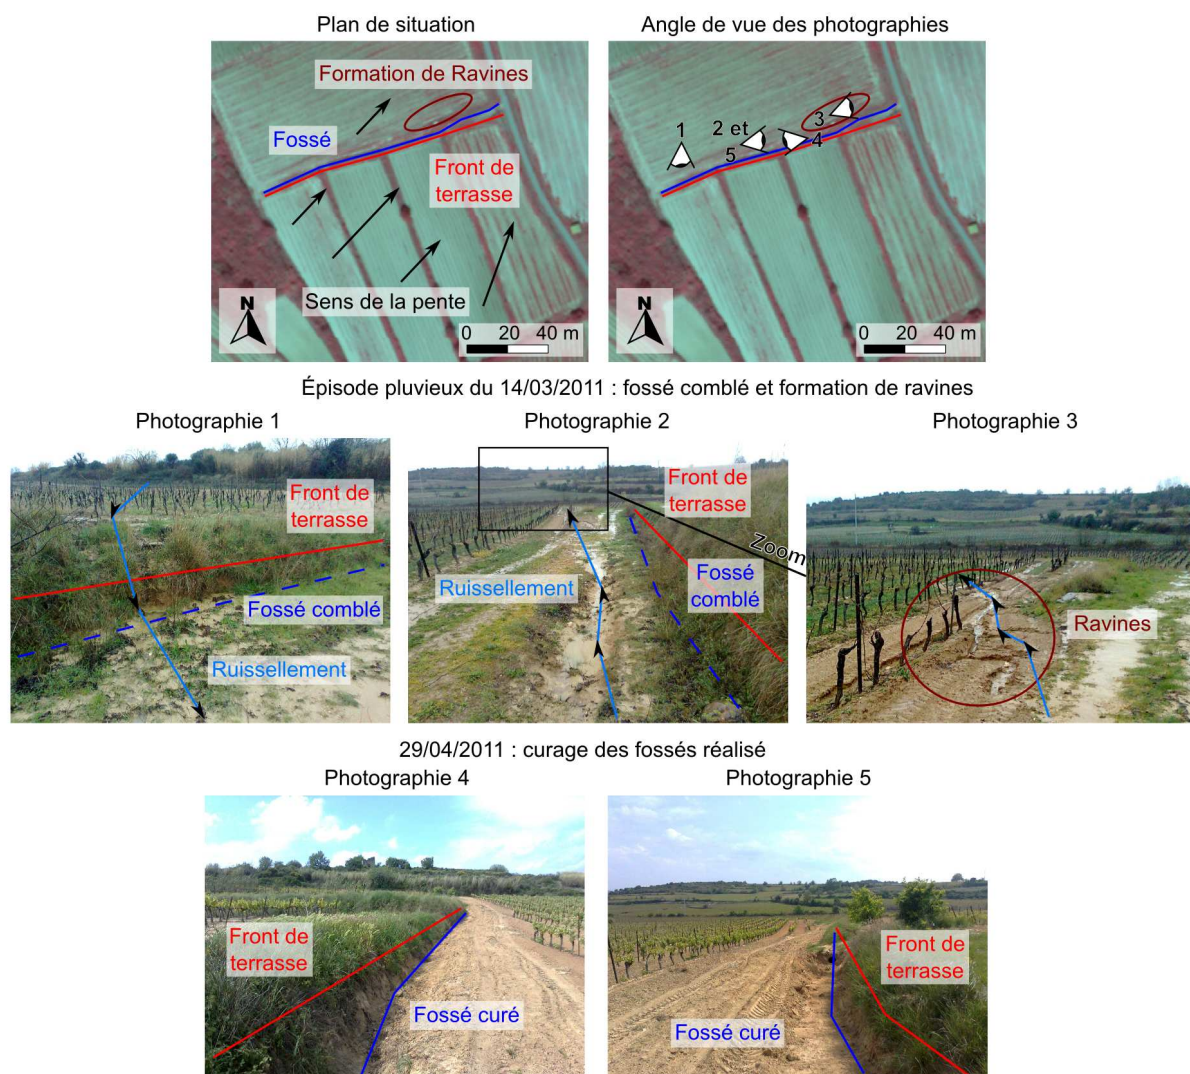 Plan de situation
Angle de vue des photographies
Formation de Ravines
Fossé
Front de
terrasse
Sens de la pente
N
0 20 40 m
1
2 et
5
3
4
N
0 20 40 m
Épisode pluvieux du 14/03/2011 : fossé comblé et formation de ravines
Photographie 1
Photographie 2
Photographie 3
Front de
terrasse
Fossé comblé
Ruissellement
Front de
terrasse
Zoom
Ruissellement
Fossé
comblé
Ravines
29/04/2011 : curage des fossés réalisé
Photographie 4
Photographie 5
Front de
terrasse
Fossé curé
Front de
terrasse
Fossé curé